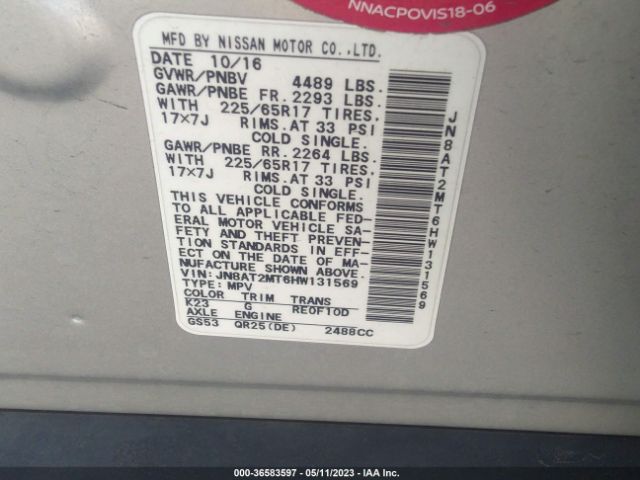 NNACPOVIS18-06
MFD BY NISSAN MOTOR CO.,LTD.
DATE 10/16
GVWR/PNBV 4489 LBS.
GAWR/PNBE FR. 2293 LBS.
WITH 225/65R17 TIRES.
17×7J RIMS. AT 33 PSI
COLD SINGLE.
GAWR/PNBE RR. 2264 LBS.
WITH 225/65R17 TIRES.
17×7J RIMS. AT 33 PSI
COLD SINGLE.
THIS VEHICLE CONFORMS
TO ALL APPLICABLE FED-
ERAL MOTOR VEHICLE SA-
FETY AND THEFT PREVEN-
TION STANDARDS IN EFF-
ECT ON THE DATE OF MA-
NUFACTURE SHOWN ABOVE.
VIN: JN8AT2MT6HW131569
TYPE: MPV
COLOR TRIM TRANS
K23 G RE0F10D
AXLE ENGINE
GS53 QR25(DE) 2488CC
JN8AT2MT6HW131569
000-36583597 - 05/11/2023 - IAA Inc.